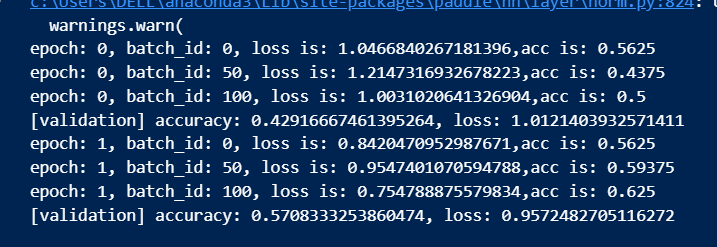 c:\Users\DELL\anaconda3\Lib\site-packages\paddle\nn\layer\norm.py:824:
warnings.warn(
epoch: 0, batch_id: 0, loss is: 1.0466840267181396,acc is: 0.5625
epoch: 0, batch_id: 50, loss is: 1.2147316932678223,acc is: 0.4375
epoch: 0, batch_id: 100, loss is: 1.0031020641326904,acc is: 0.5
[validation] accuracy: 0.42916667461395264, loss: 1.0121403932571411
epoch: 1, batch_id: 0, loss is: 0.8420470952987671,acc is: 0.5625
epoch: 1, batch_id: 50, loss is: 0.9547401070594788,acc is: 0.59375
epoch: 1, batch_id: 100, loss is: 0.754788875579834,acc is: 0.625
[validation] accuracy: 0.5708333253860474, loss: 0.9572482705116272